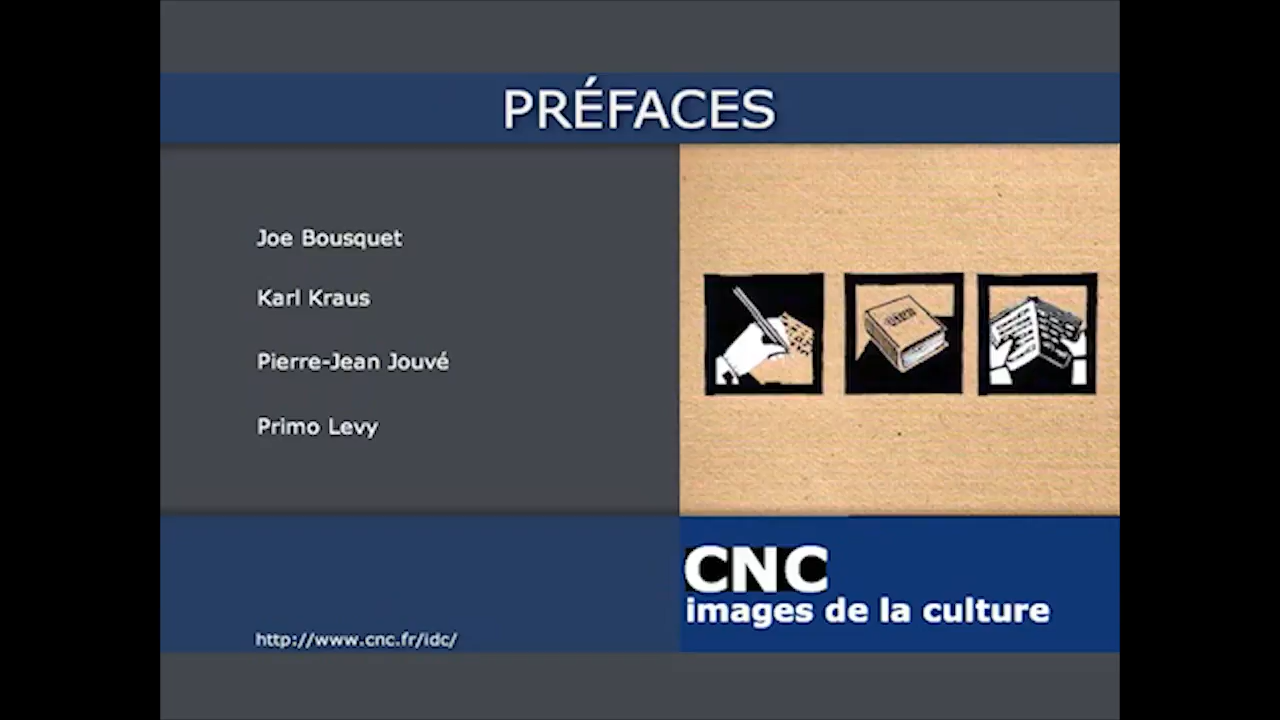 PRÉFACES
Joe Bousquet
Karl Kraus
Pierre-Jean Jouvé
Primo Levy
http://www.cnc.fr/idc/
CNC
images de la culture